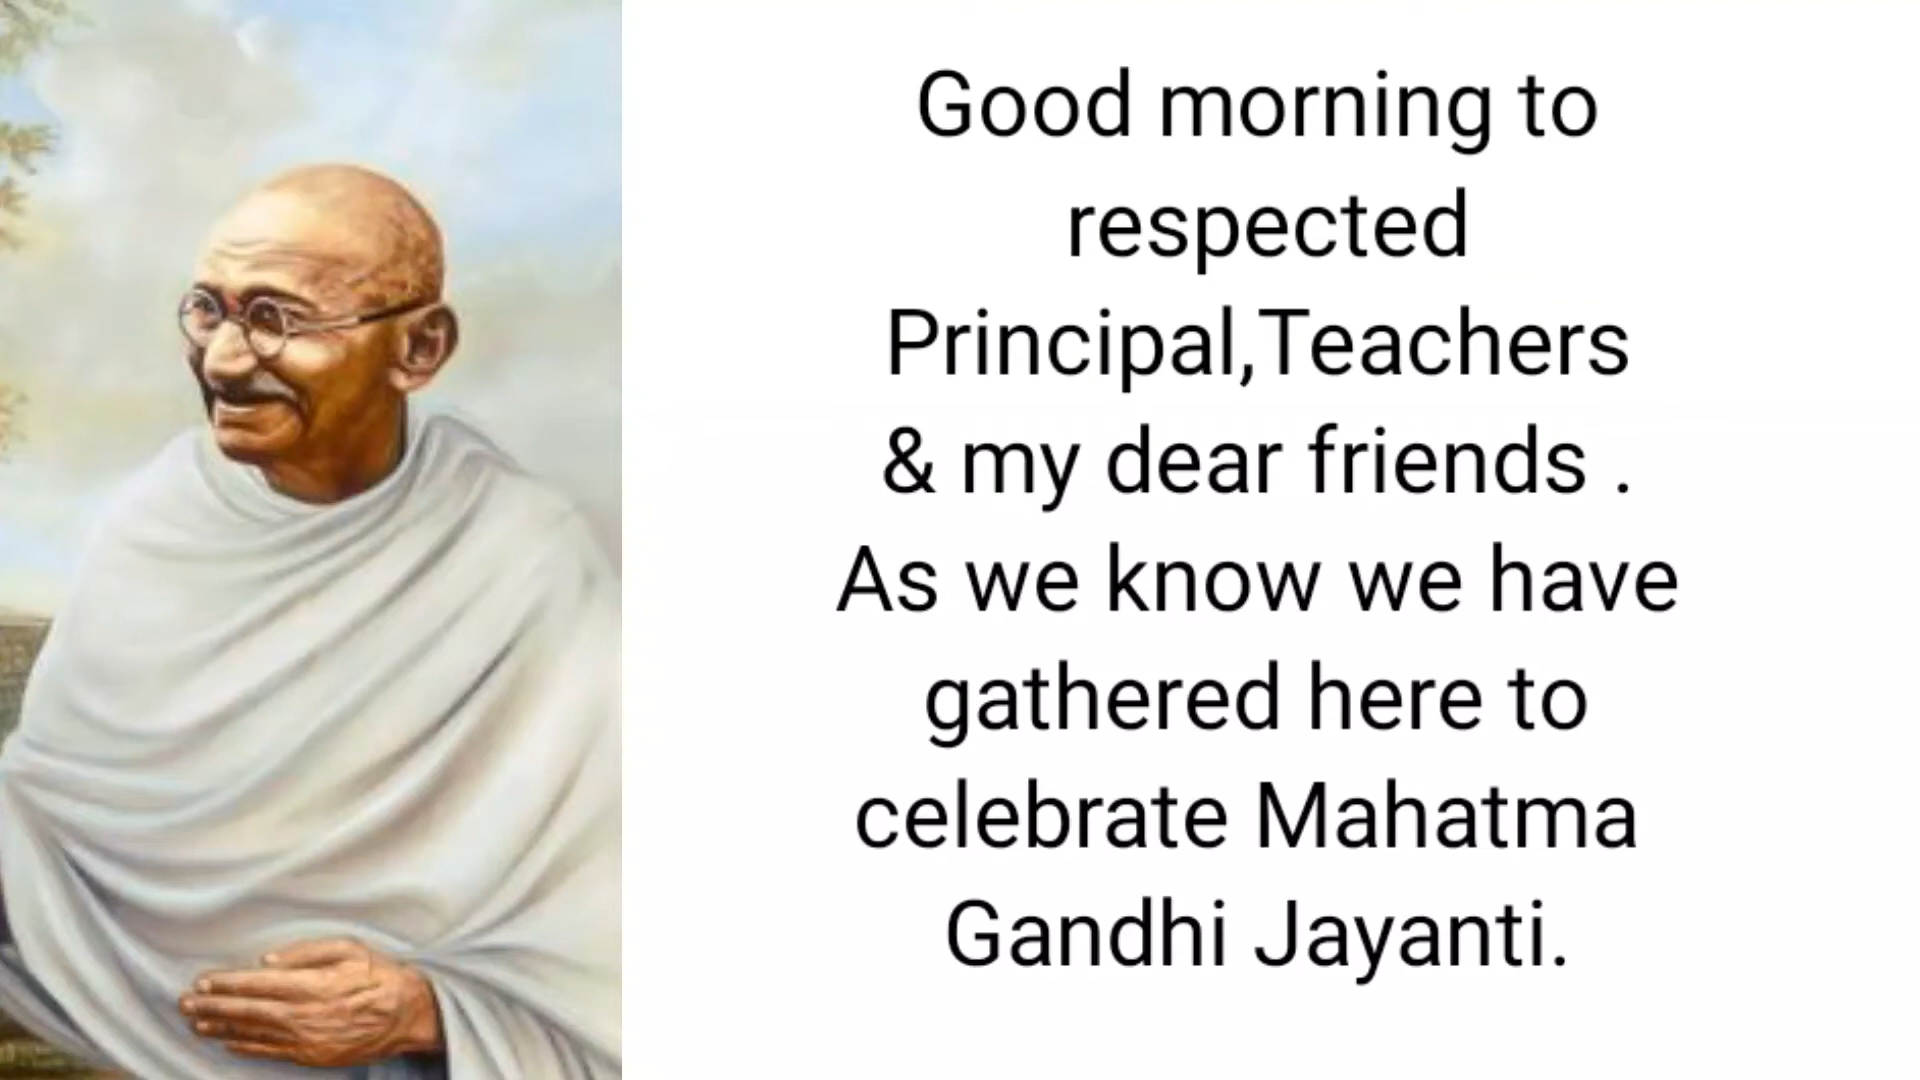 Good morning to
respected
Principal,Teachers
& my dear friends .
As we know we have
gathered here to
celebrate Mahatma
Gandhi Jayanti.